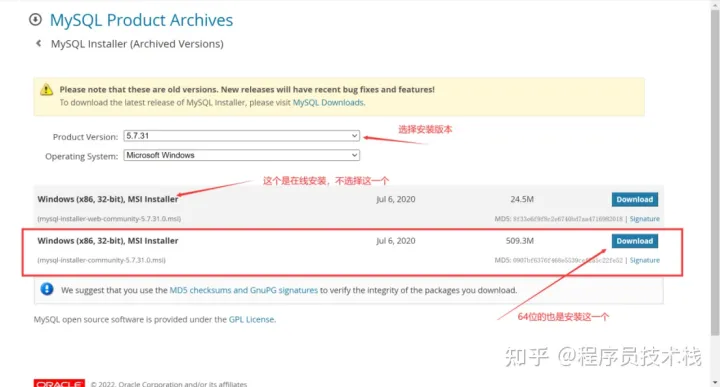 MySQL Product Archives
MySQL Installer (Archived Versions)
Please note that these are old versions. New releases will have recent bug fixes and features!
To download the latest release of MySQL Installer, please visit MySQL Downloads.
Product Version: 5.7.31
选择安装版本
Operating System: Microsoft Windows
这个是在线安装，不选择这一个
Windows (x86, 32-bit), MSI Installer Jul 6, 2020 24.5M Download
(mysql-installer-web-community-5.7.31.0.msi) MD5: | Signature
Windows (x86, 32-bit), MSI Installer Jul 6, 2020 509.3M Download
(mysql-installer-community-5.7.31.0.msi) MD5: | Signature
We suggest that you use the MD5 checksums and GnuPG signatures to verify the integrity of the packages you download.
64位的也是安装这一个
MySQL open source software is provided under the GPL License.
知乎 @程序员技术栈
ORACLE © 2022, Oracle Corporation and/or its affiliates